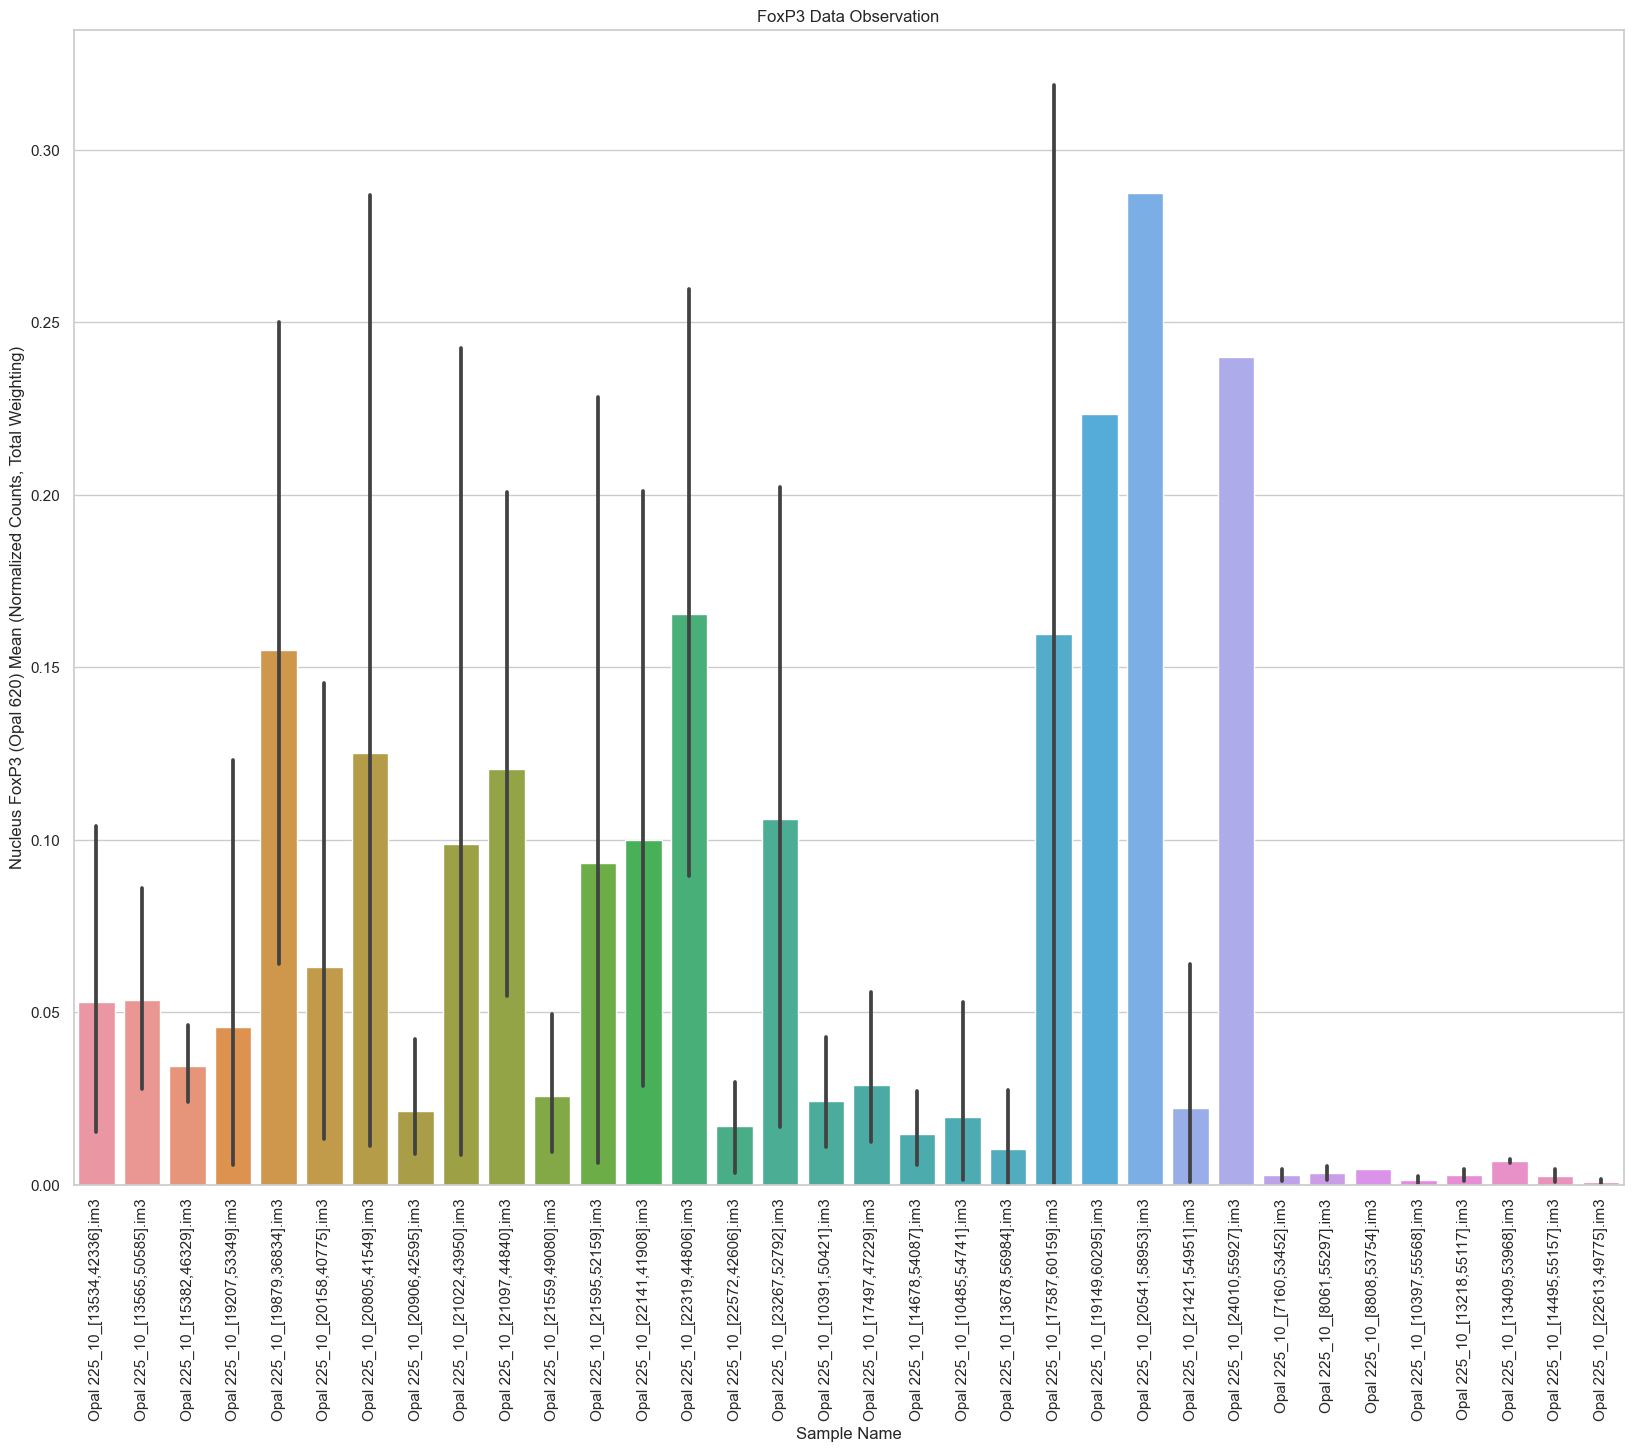 FoxP3 Data Observation
Nucleus FoxP3 (Opal 620) Mean (Normalized Counts, Total Weighting)
0.30
0.25
0.20
0.15
0.10
0.05
0.00
Opal 225_10_[13534,42336].im3
Opal 225_10_[13565,50585].im3
Opal 225_10_[15382,46329].im3
Opal 225_10_[19207,53349].im3
Opal 225_10_[19879,36834].im3
Opal 225_10_[20158,40775].im3
Opal 225_10_[20805,41549].im3
Opal 225_10_[20906,42595].im3
Opal 225_10_[21022,43950].im3
Opal 225_10_[21097,44840].im3
Opal 225_10_[21559,49080].im3
Opal 225_10_[21595,52159].im3
Opal 225_10_[22141,41908].im3
Opal 225_10_[22319,44806].im3
Opal 225_10_[22572,42606].im3
Opal 225_10_[23267,52792].im3
Opal 225_10_[10391,50421].im3
Opal 225_10_[17497,47229].im3
Opal 225_10_[14678,54087].im3
Opal 225_10_[10485,54741].im3
Opal 225_10_[13678,56984].im3
Opal 225_10_[17587,60159].im3
Opal 225_10_[19149,60295].im3
Opal 225_10_[20541,58953].im3
Opal 225_10_[21421,54951].im3
Opal 225_10_[24010,55927].im3
Opal 225_10_[7160,53452].im3
Opal 225_10_[8061,55297].im3
Opal 225_10_[8808,53754].im3
Opal 225_10_[10397,55568].im3
Opal 225_10_[13218,55117].im3
Opal 225_10_[13409,53968].im3
Opal 225_10_[14495,55157].im3
Opal 225_10_[22613,49775].im3
Sample Name